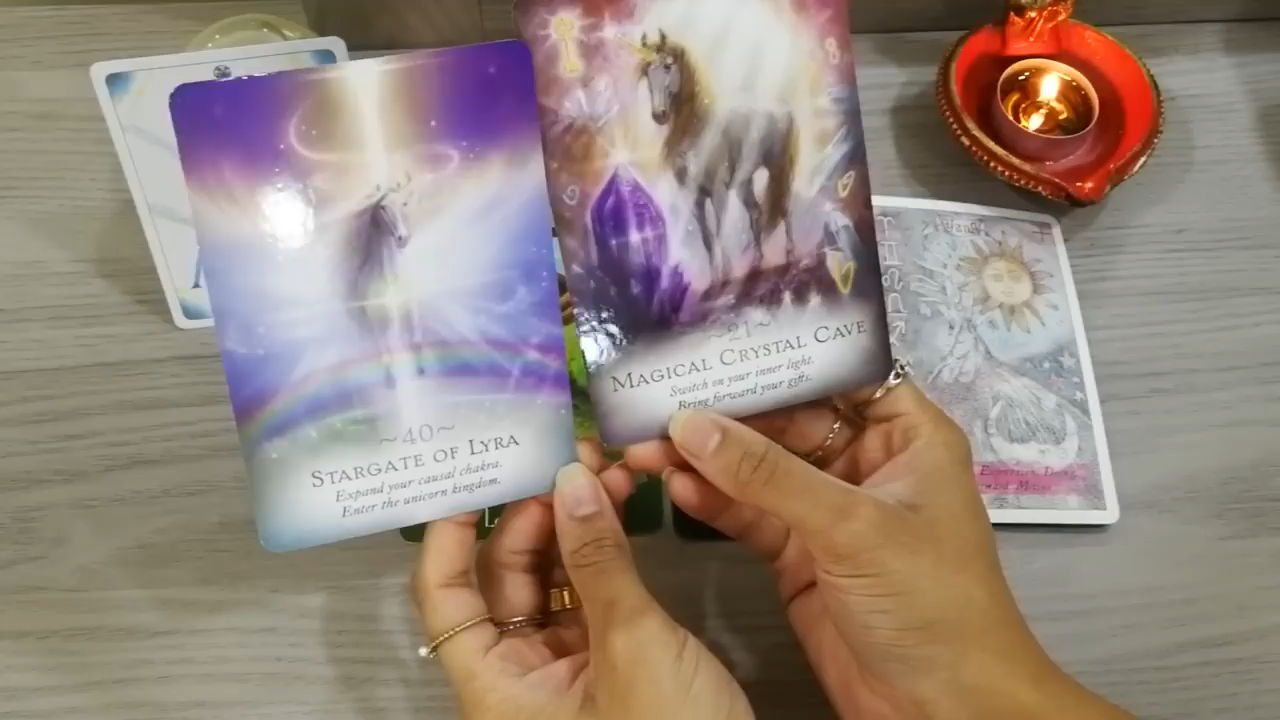 ~40~
STARGATE OF LYRA
Expand your causal chakra.
Enter the unicorn kingdom.
~21~
MAGICAL CRYSTAL CAVE
Switch on your inner light.
Bring forward your gifts.